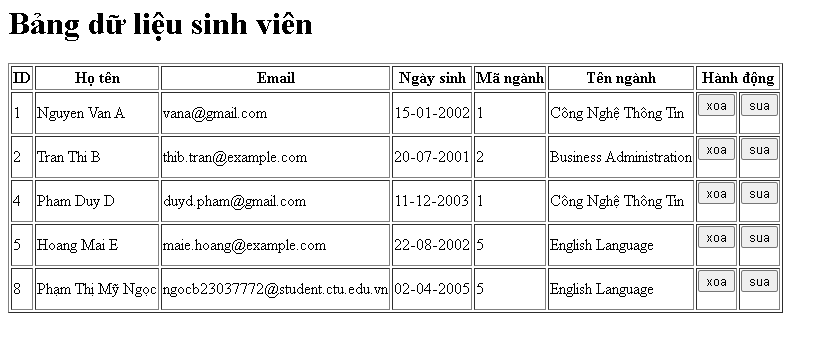 Bảng dữ liệu sinh viên
ID Họ tên Email Ngày sinh Mã ngành Tên ngành Hành động
1 Nguyen Van A vana@gmail.com 15-01-2002 1 Công Nghệ Thông Tin xoa sua
2 Tran Thi B thib.tran@example.com 20-07-2001 2 Business Administration xoa sua
4 Pham Duy D duyd.pham@gmail.com 11-12-2003 1 Công Nghệ Thông Tin xoa sua
5 Hoang Mai E maie.hoang@example.com 22-08-2002 5 English Language xoa sua
8 Phạm Thị Mỹ Ngọc ngocb23037772@student.ctu.edu.vn 02-04-2005 5 English Language xoa sua